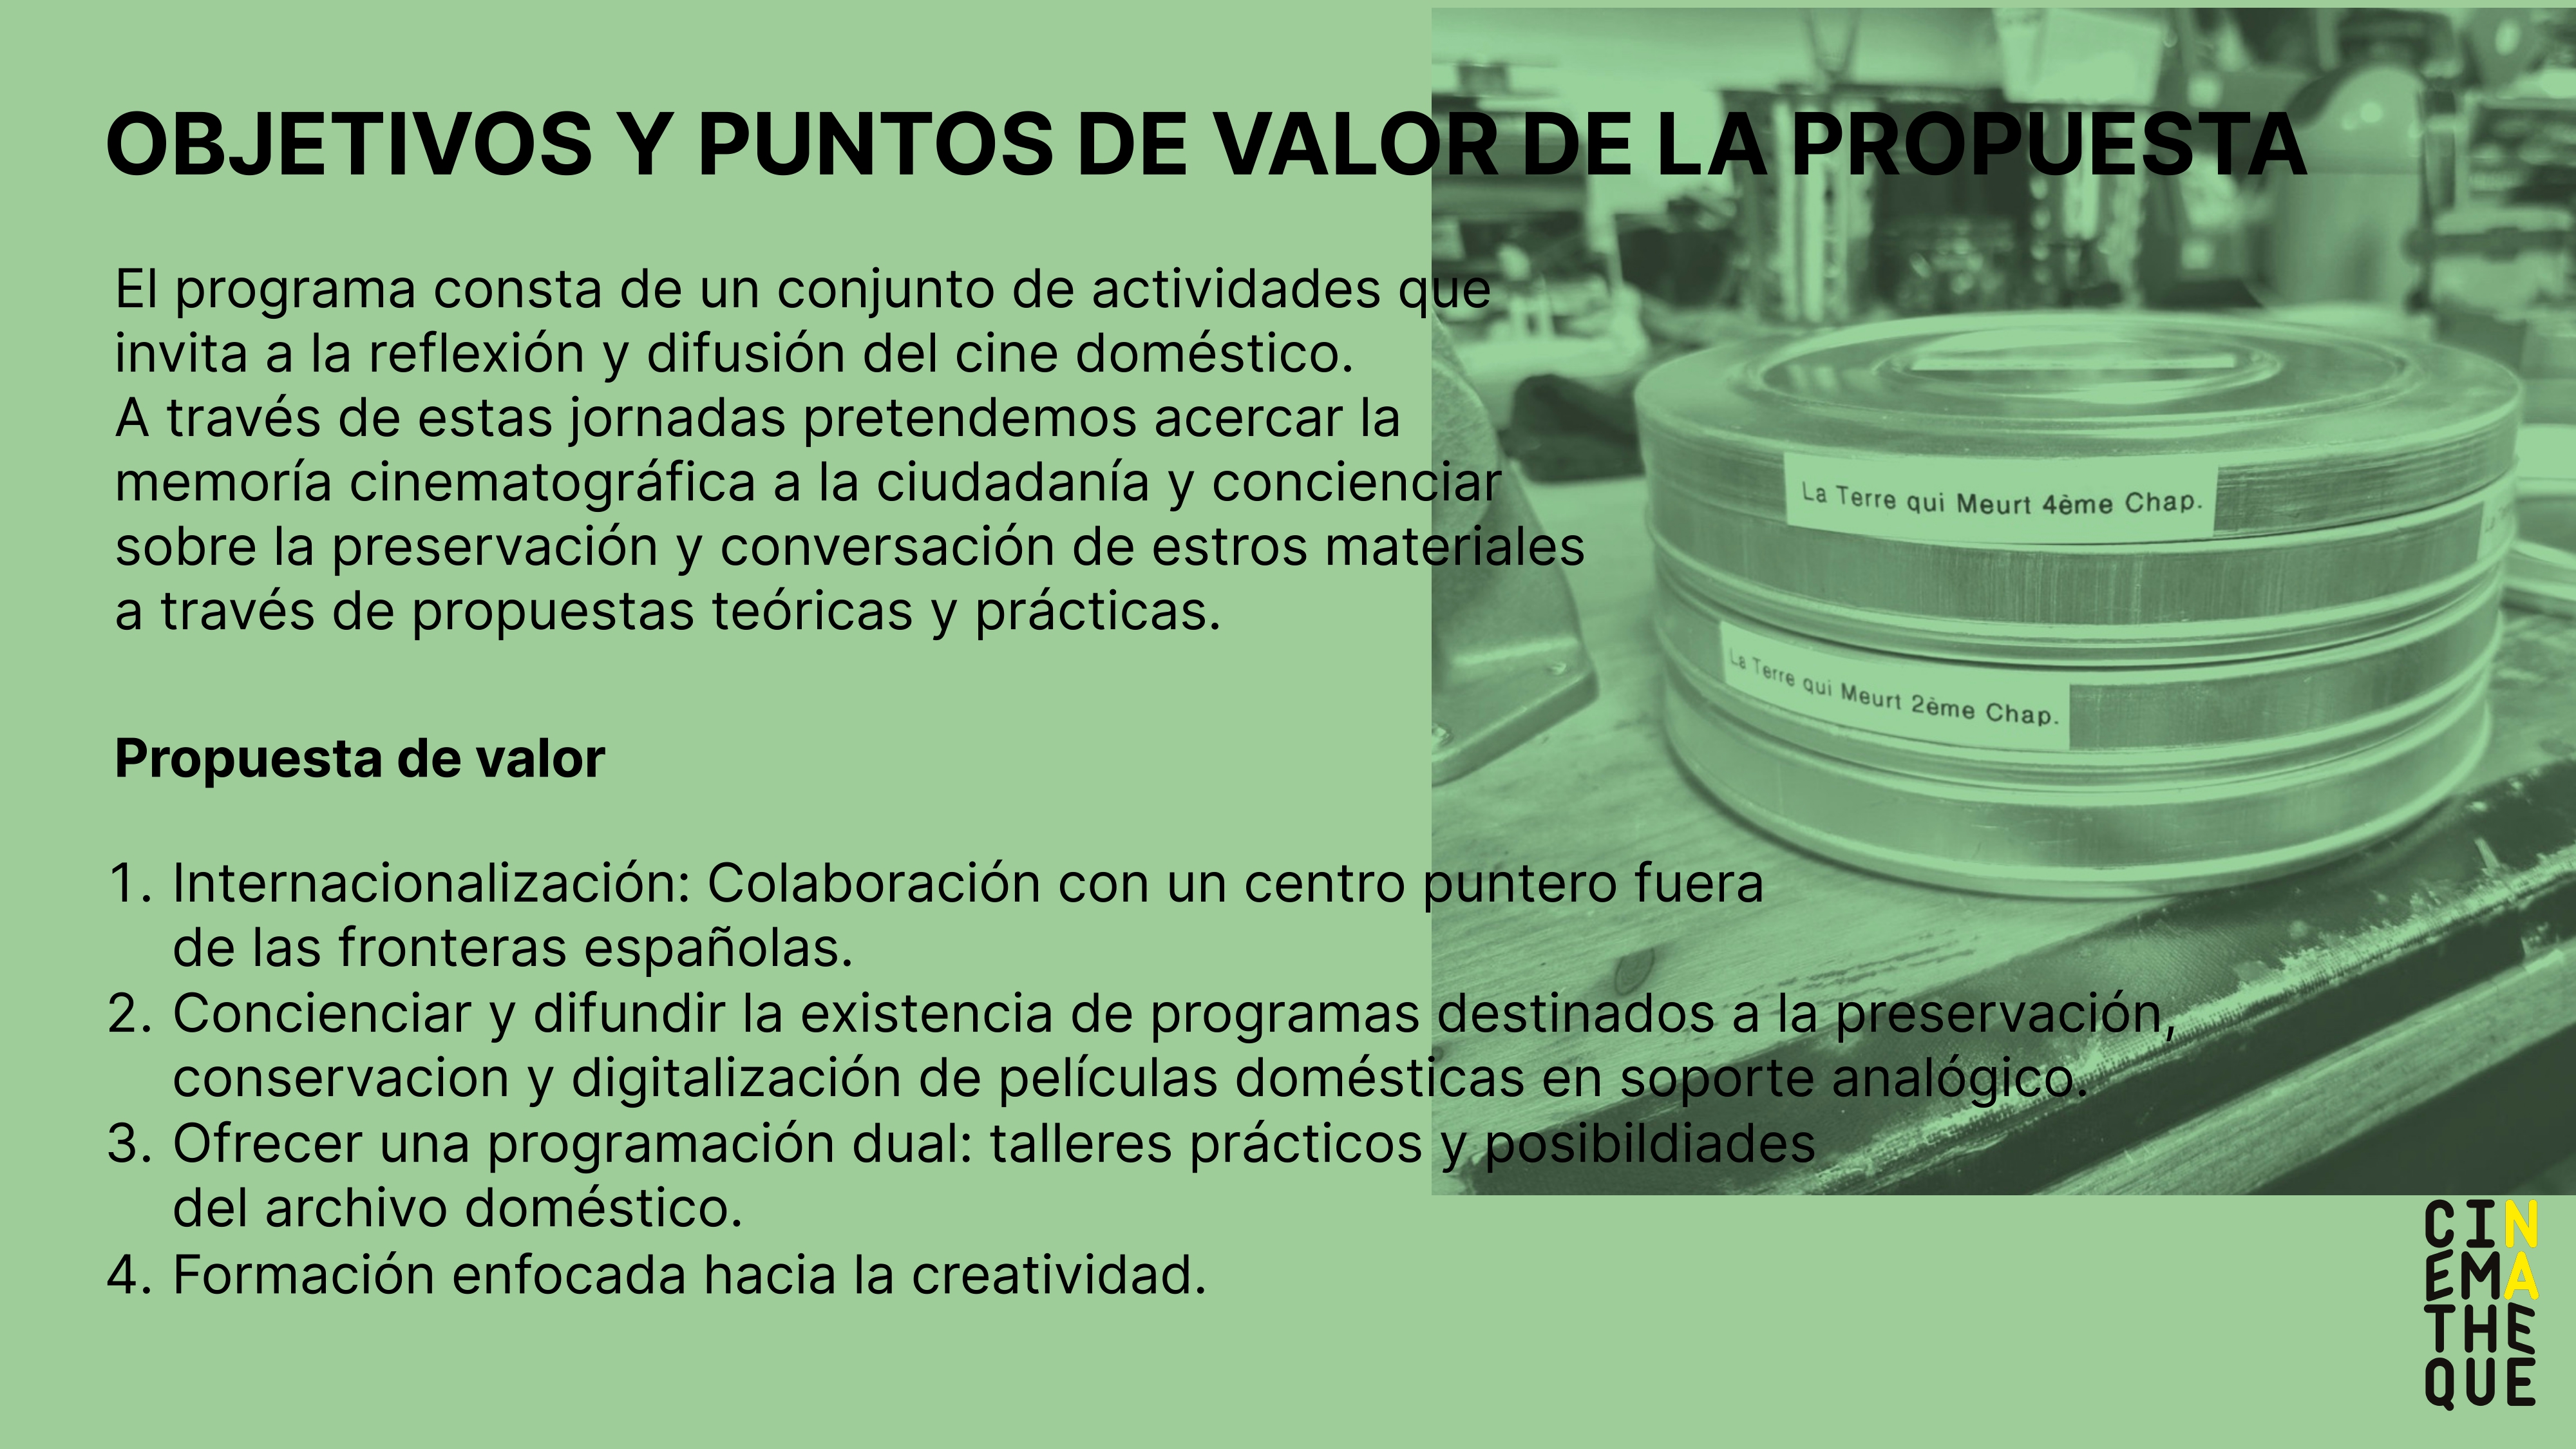 OBJETIVOS Y PUNTOS DE VALOR DE LA PROPUESTA
El programa consta de un conjunto de actividades que
invita a la reflexión y difusión del cine doméstico.
A través de estas jornadas pretendemos acercar la
memoría cinematográfica a la ciudadanía y concienciar
sobre la preservación y conversación de estros materiales
a través de propuestas teóricas y prácticas.
Propuesta de valor
1. Internacionalización: Colaboración con un centro puntero fuera
de las fronteras españolas.
2. Concienciar y difundir la existencia de programas destinados a la preservación,
conservacion y digitalización de películas domésticas en soporte analógico.
3. Ofrecer una programación dual: talleres prácticos y posibildiades
del archivo doméstico.
4. Formación enfocada hacia la creatividad.
La Terre qui Meurt 4ème Chap.
La Terre qui Meurt 2ème Chap.
CIN
EMA
THE
QUE